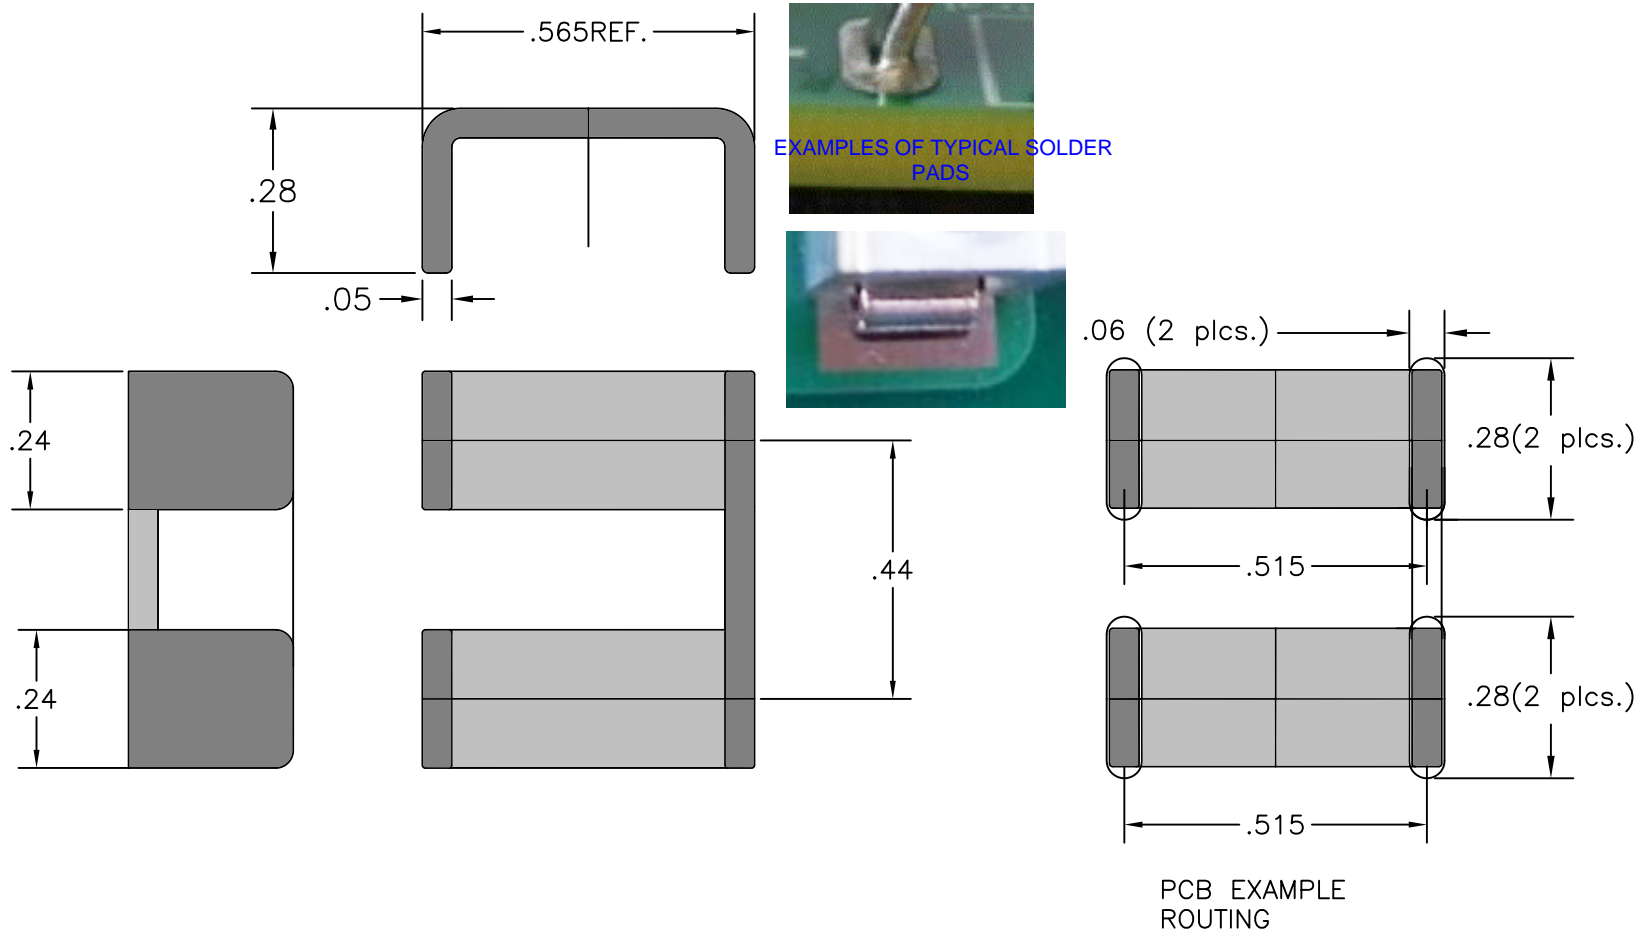 .565REF.
EXAMPLES OF TYPICAL SOLDER
PADS
.28
.05
.06 (2 plcs.)
.24
.28(2 plcs.)
.44
.515
.24
.28(2 plcs.)
.515
PCB EXAMPLE
ROUTING